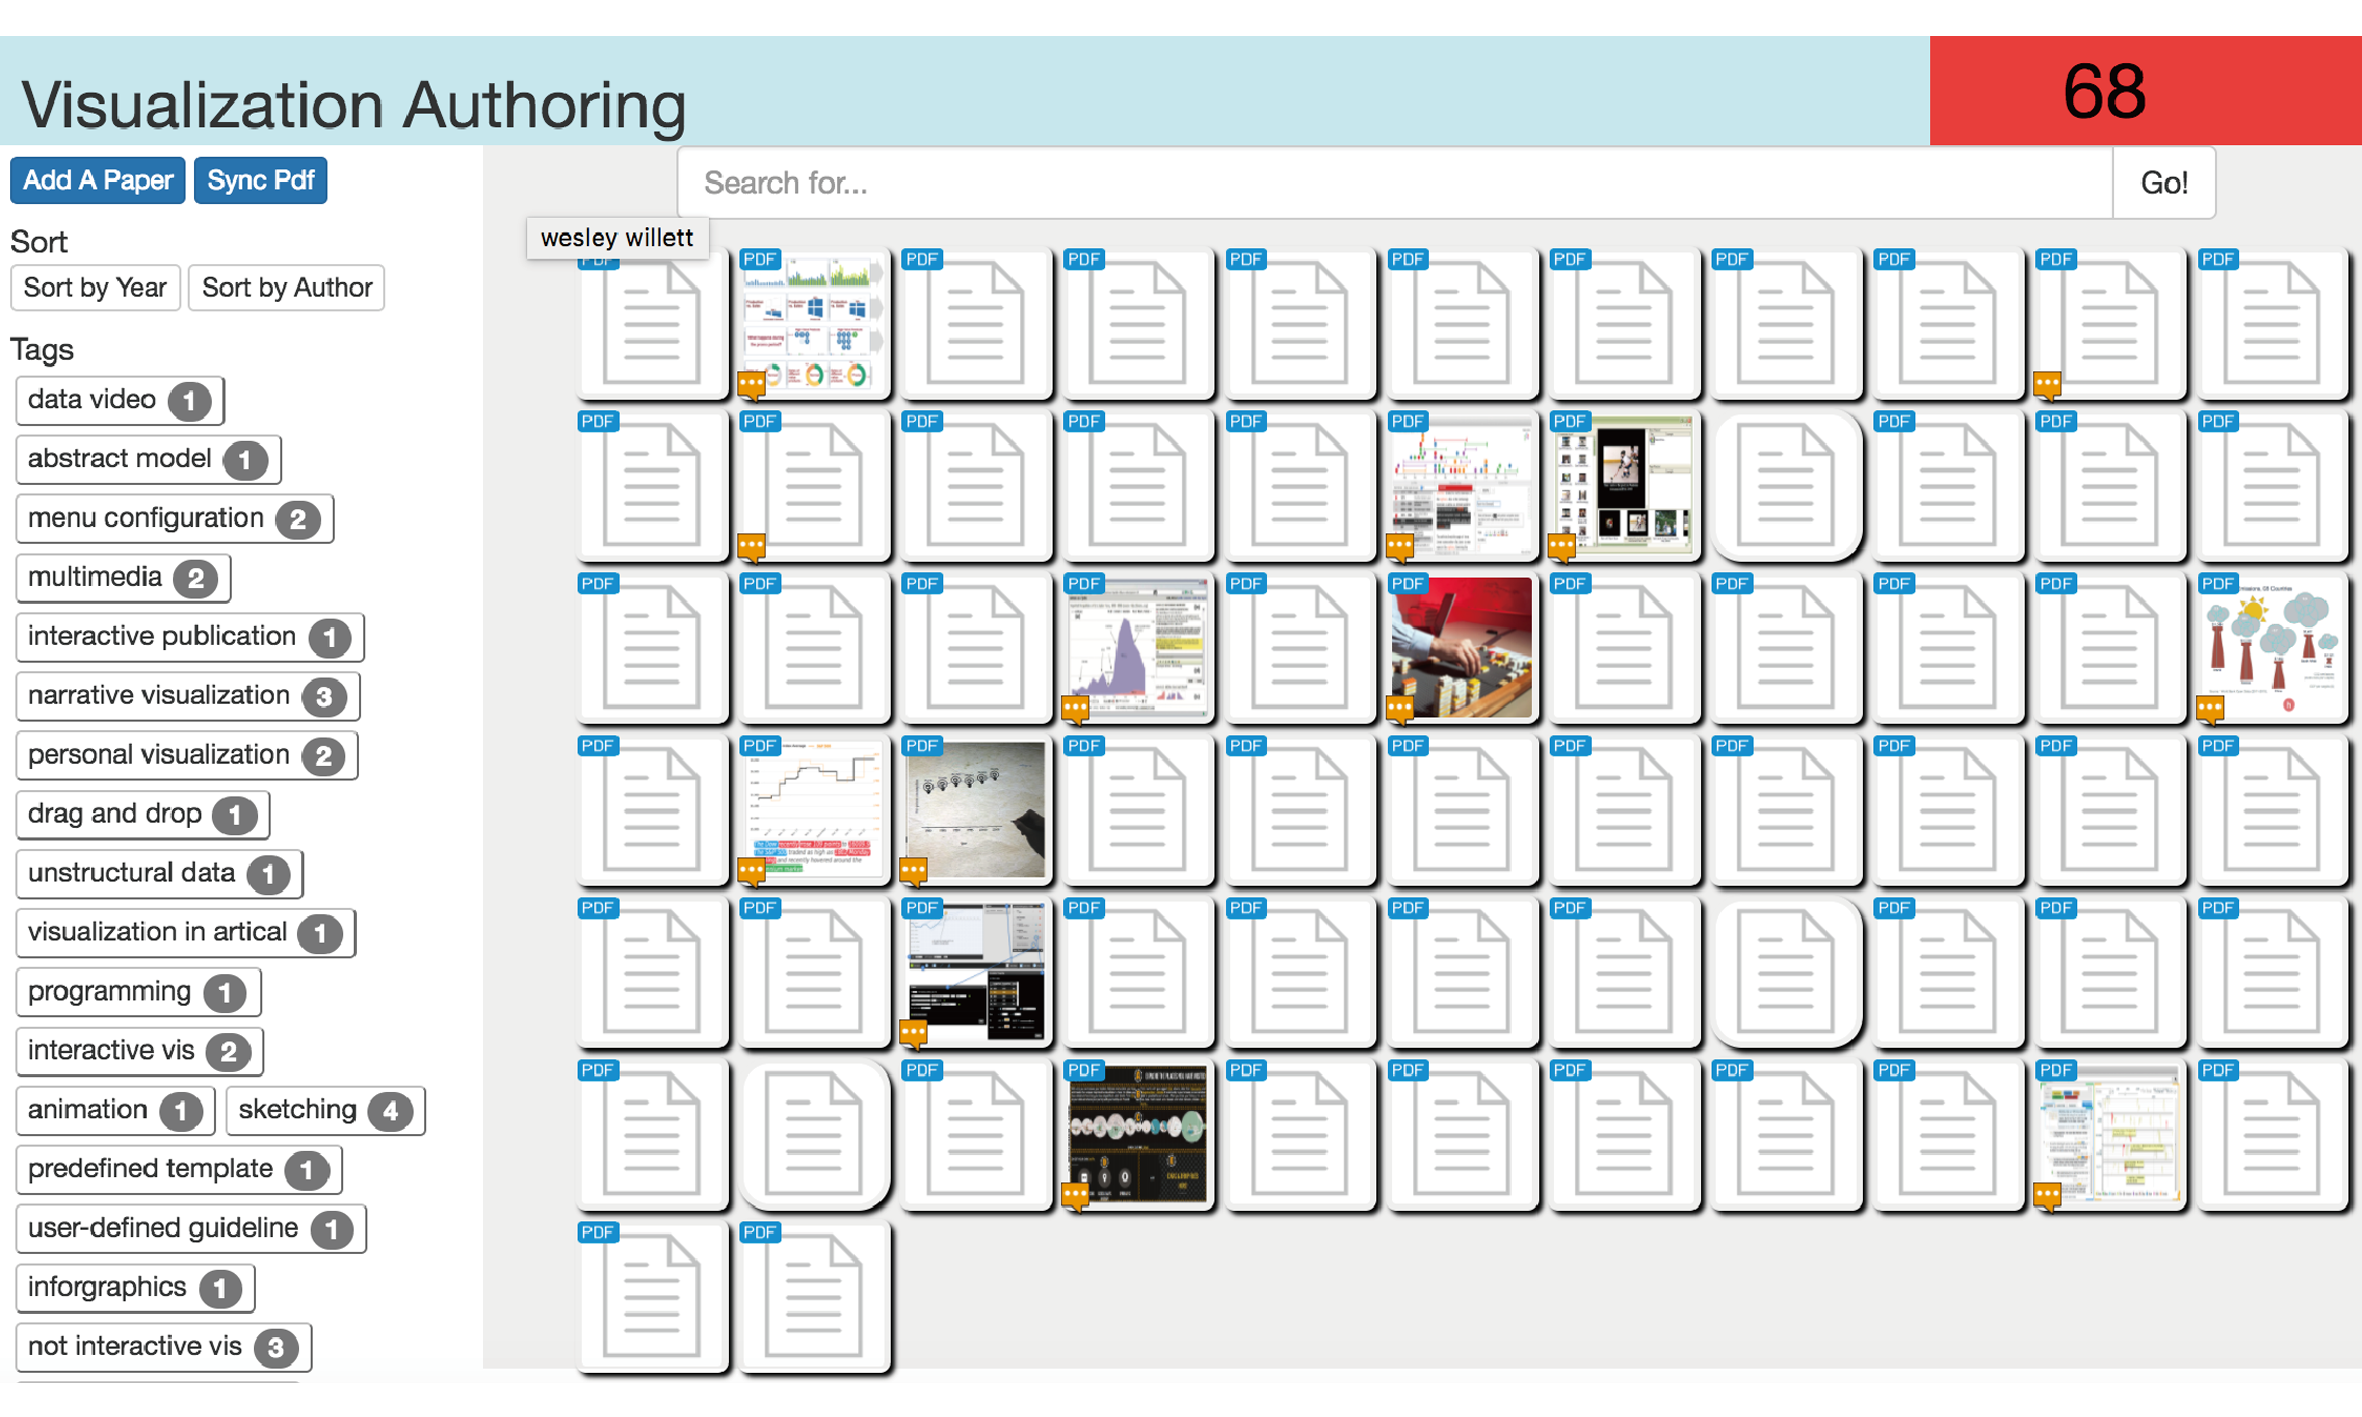 Visualization Authoring
68
Add A Paper Sync Pdf
Search for... Go!
wesley willett
Sort
Sort by Year Sort by Author
Tags
data video 1
abstract model 1
menu configuration 2
multimedia 2
interactive publication 1
narrative visualization 3
personal visualization 2
drag and drop 1
unstructural data 1
visualization in artical 1
programming 1
interactive vis 2
animation 1 sketching 4
predefined template 1
user-defined guideline 1
inforgraphics 1
not interactive vis 3
PDF PDF PDF PDF PDF PDF PDF PDF PDF PDF PDF
PDF PDF PDF PDF PDF PDF PDF PDF PDF PDF
PDF PDF PDF PDF PDF PDF PDF PDF PDF PDF PDF
PDF PDF PDF PDF PDF PDF PDF PDF PDF PDF PDF
PDF PDF PDF PDF PDF PDF PDF PDF PDF PDF
PDF PDF PDF PDF PDF PDF PDF PDF PDF PDF
PDF PDF